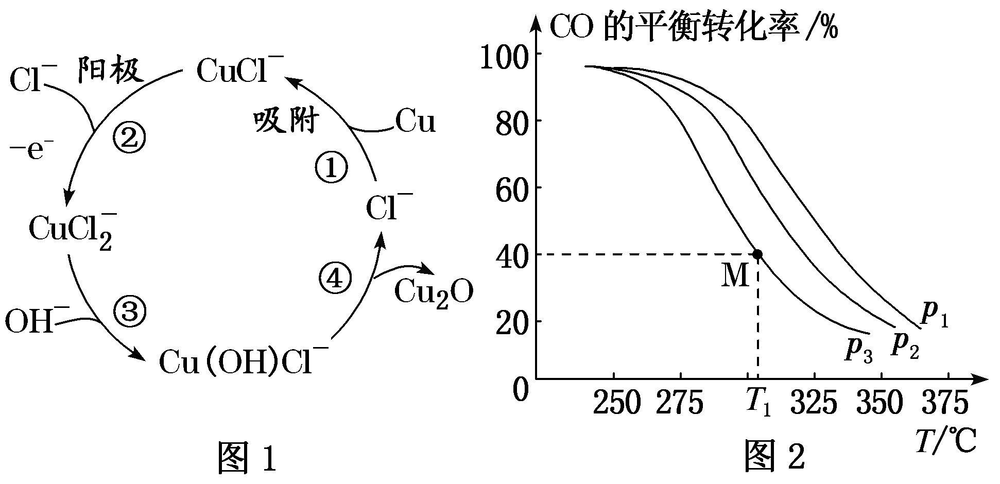 Cl⁻
阳极
CuCl⁻
吸附
Cu
②
−e⁻
①
CuCl₂⁻
Cl⁻
④
Cu₂O
③
OH⁻
Cu(OH)Cl⁻
图 1
CO 的平衡转化率/%
100
80
60
40
M
20
p₁
p₂
p₃
0
250 275 T₁ 325 350 375
T/℃
图 2